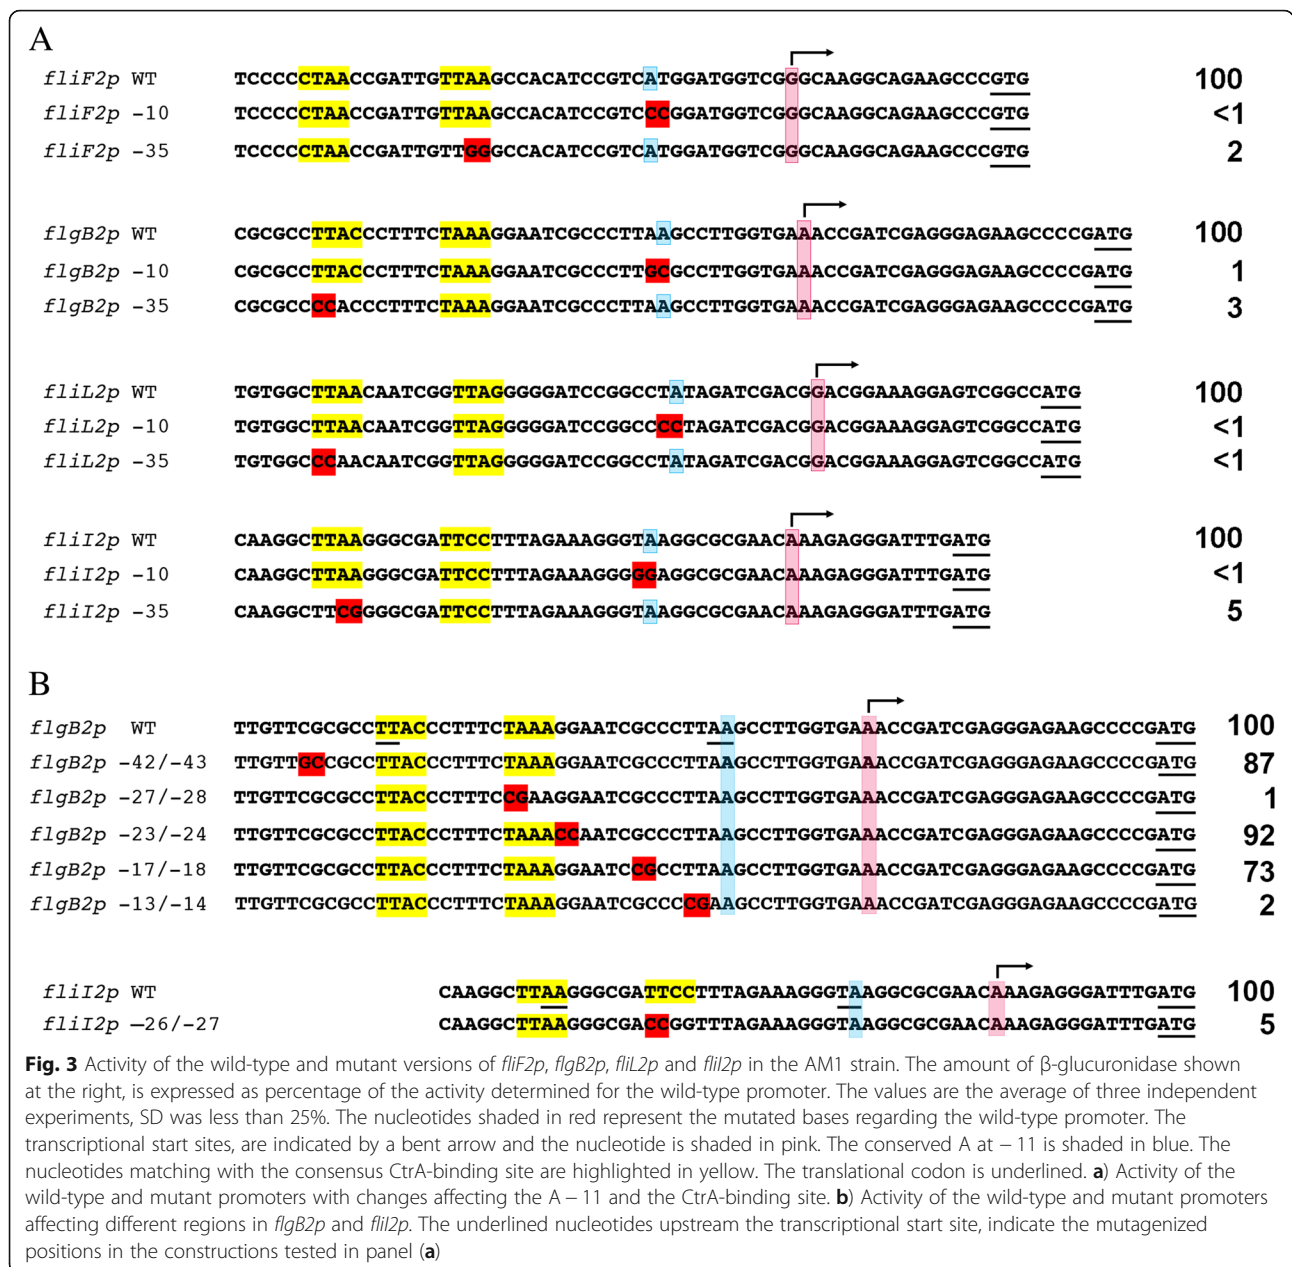 A
fliF2p WT TCCCCCTAACCGATTGTTAAGCCACATCCGTCATGGATGGTCGGGCAAGGCAGAAGCCCGTG 100
fliF2p -10 TCCCCCTAACCGATTGTTAAGCCACATCCGTCCCGGATGGTCGGGCAAGGCAGAAGCCCGTG <1
fliF2p -35 TCCCCCTAACCGATTGTTGGGCCACATCCGTCATGGATGGTCGGGCAAGGCAGAAGCCCGTG 2
flgB2p WT CGCGCCTTACCCTTTCTAAAGGAATCGCCCTTAAGCCTTGGTGAAACCGATCGAGGGAGAAGCCCCGATG 100
flgB2p -10 CGCGCCTTACCCTTTCTAAAGGAATCGCCCTTGCGCCTTGGTGAAACCGATCGAGGGAGAAGCCCCGATG 1
flgB2p -35 CGCGCCCCACCCTTTCTAAAGGAATCGCCCTTAAGCCTTGGTGAAACCGATCGAGGGAGAAGCCCCGATG 3
fliL2p WT TGTGGCTTAACAATCGGTTAGGGGGATCCGGCCTATAGATCGACGGACGGAAAGGAGTCGGCCATG 100
fliL2p -10 TGTGGCTTAACAATCGGTTAGGGGGATCCGGCCCCTAGATCGACGGACGGAAAGGAGTCGGCCATG <1
fliL2p -35 TGTGGCCCAACAATCGGTTAGGGGGATCCGGCCTATAGATCGACGGACGGAAAGGAGTCGGCCATG <1
fliI2p WT CAAGGCTTAAGGGCGATTCCTTTAGAAAGGGTAAGGCGCGAACAAAGAGGGATTTGATG 100
fliI2p -10 CAAGGCTTAAGGGCGATTCCTTTAGAAAGGGGGAGGCGCGAACAAAGAGGGATTTGATG <1
fliI2p -35 CAAGGCTTCGGGGCGATTCCTTTAGAAAGGGTAAGGCGCGAACAAAGAGGGATTTGATG 5
B
flgB2p WT TTGTTCGCGCCTTACCCTTTCTAAAGGAATCGCCCTTAAGCCTTGGTGAAACCGATCGAGGGAGAAGCCCCGATG 100
flgB2p -42/-43 TTGTTGCCGCCTTACCCTTTCTAAAGGAATCGCCCTTAAGCCTTGGTGAAACCGATCGAGGGAGAAGCCCCGATG 87
flgB2p -27/-28 TTGTTCGCGCCTTACCCTTTCCGAAGGAATCGCCCTTAAGCCTTGGTGAAACCGATCGAGGGAGAAGCCCCGATG 1
flgB2p -23/-24 TTGTTCGCGCCTTACCCTTTCTAAACCAATCGCCCTTAAGCCTTGGTGAAACCGATCGAGGGAGAAGCCCCGATG 92
flgB2p -17/-18 TTGTTCGCGCCTTACCCTTTCTAAAGGAATCCGCCTTAAGCCTTGGTGAAACCGATCGAGGGAGAAGCCCCGATG 73
flgB2p -13/-14 TTGTTCGCGCCTTACCCTTTCTAAAGGAATCGCCCCGAAGCCTTGGTGAAACCGATCGAGGGAGAAGCCCCGATG 2
fliI2p WT CAAGGCTTAAGGGCGATTCCTTTAGAAAGGGTAAGGCGCGAACAAAGAGGGATTTGATG 100
fliI2p –26/-27 CAAGGCTTAAGGGCGACCGGTTTAGAAAGGGTAAGGCGCGAACAAAGAGGGATTTGATG 5
Fig. 3 Activity of the wild-type and mutant versions of fliF2p, flgB2p, fliL2p and fliI2p in the AM1 strain. The amount of β-glucuronidase shown
at the right, is expressed as percentage of the activity determined for the wild-type promoter. The values are the average of three independent
experiments, SD was less than 25%. The nucleotides shaded in red represent the mutated bases regarding the wild-type promoter. The
transcriptional start sites, are indicated by a bent arrow and the nucleotide is shaded in pink. The conserved A at − 11 is shaded in blue. The
nucleotides matching with the consensus CtrA-binding site are highlighted in yellow. The translational codon is underlined. a) Activity of the
wild-type and mutant promoters with changes affecting the A − 11 and the CtrA-binding site. b) Activity of the wild-type and mutant promoters
affecting different regions in flgB2p and fliI2p. The underlined nucleotides upstream the transcriptional start site, indicate the mutagenized
positions in the constructions tested in panel (a)